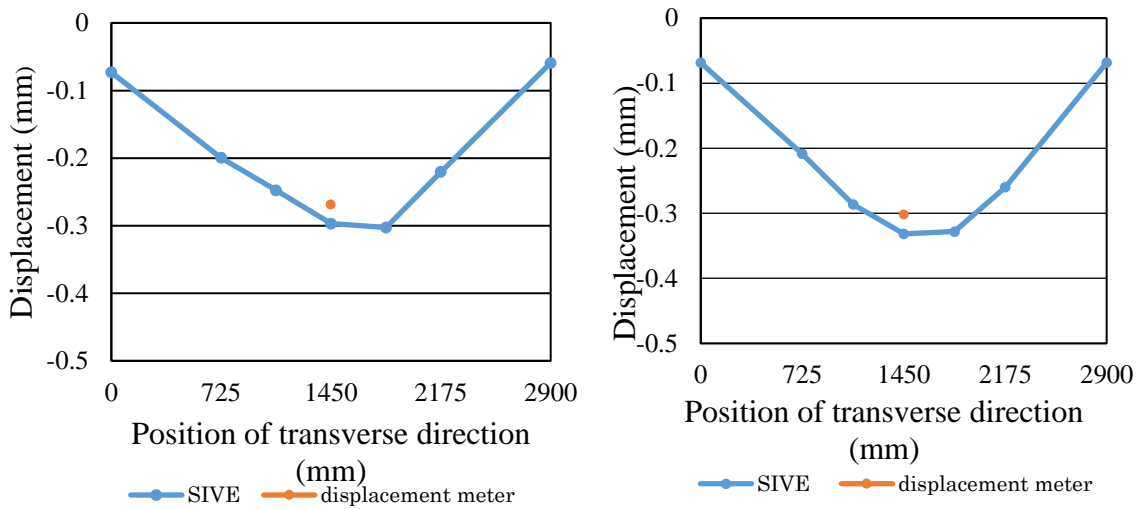 0
-0.1
-0.2
-0.3
-0.4
-0.5
Displacement (mm)
0 725 1450 2175 2900
Position of transverse direction
(mm)
SIVE displacement meter
0
-0.1
-0.2
-0.3
-0.4
-0.5
Displacement (mm)
0 725 1450 2175 2900
Position of transverse direction
(mm)
SIVE displacement meter